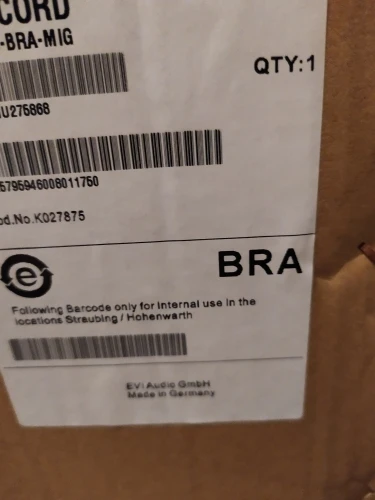 CORD
-BRA-MIG
QTY:1
U275868
5795946008011750
od.No.K027875
e
BRA
Following Barcode only for internal use in the
locations Straubing / Hohenwarth
EVI Audio GmbH
Made in Germany